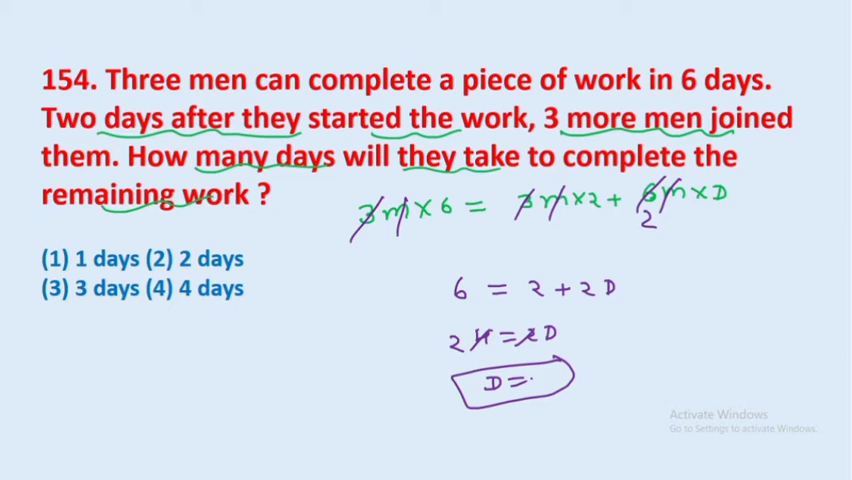 154. Three men can complete a piece of work in 6 days.
Two days after they started the work, 3 more men joined
them. How many days will they take to complete the
remaining work ?
3m × 6 = 3m × 2 + 6m × D
2
(1) 1 days (2) 2 days
(3) 3 days (4) 4 days
6 = 2 + 2D
2 4 = 2D
D =
Activate Windows
Go to Settings to activate Windows.